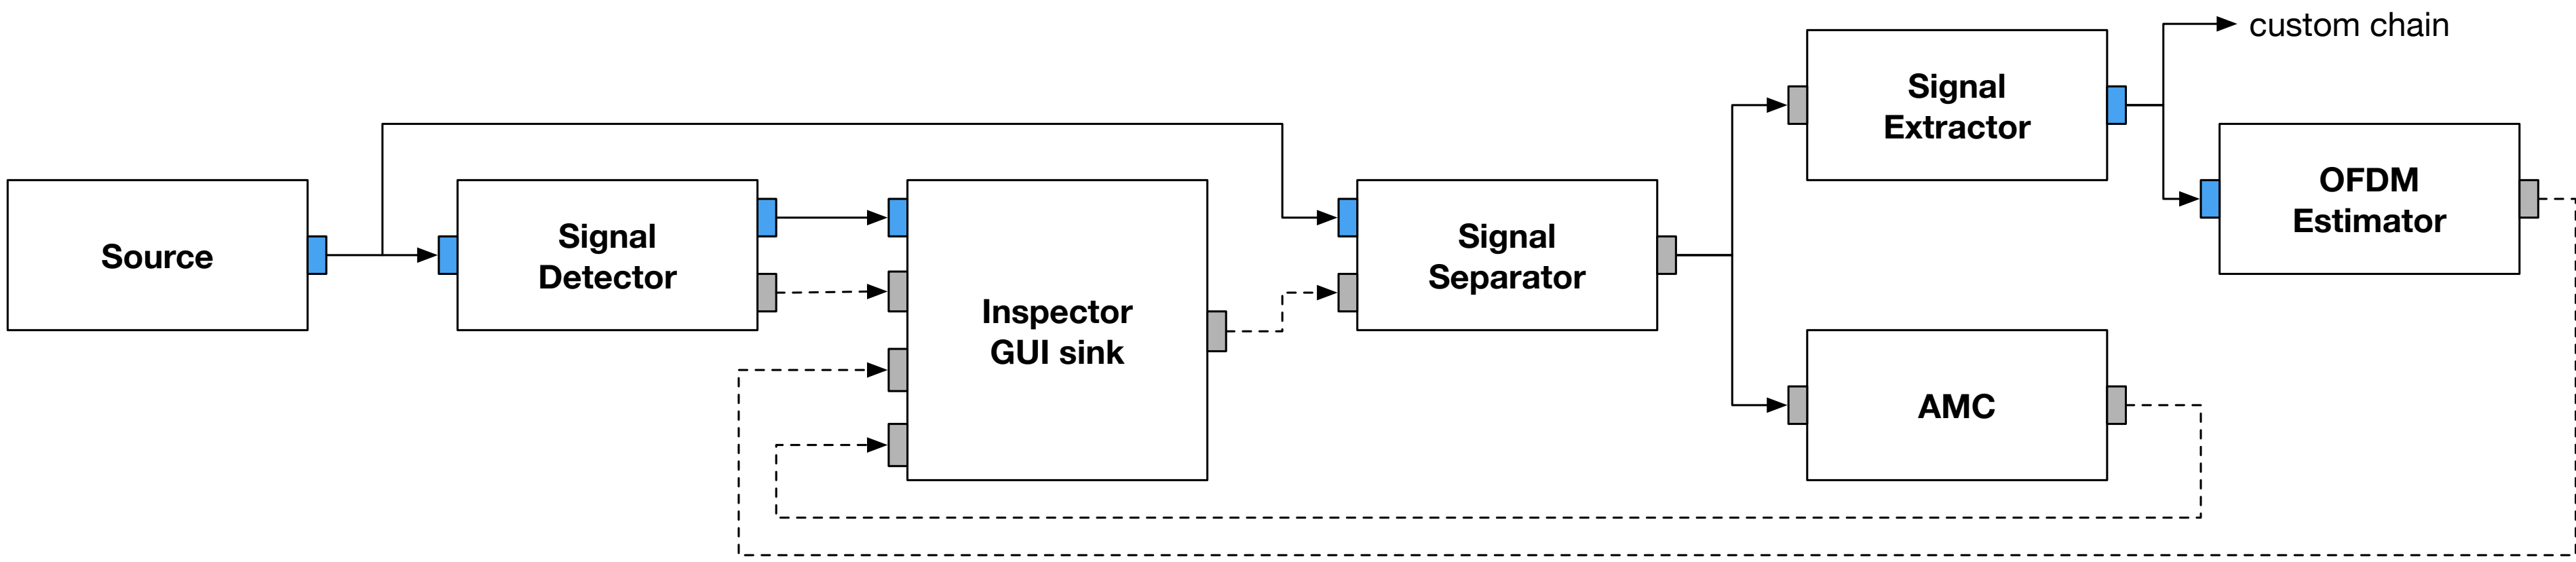 custom chain
Signal
Extractor
OFDM
Estimator
Source
Signal
Detector
Inspector
GUI sink
Signal
Separator
AMC